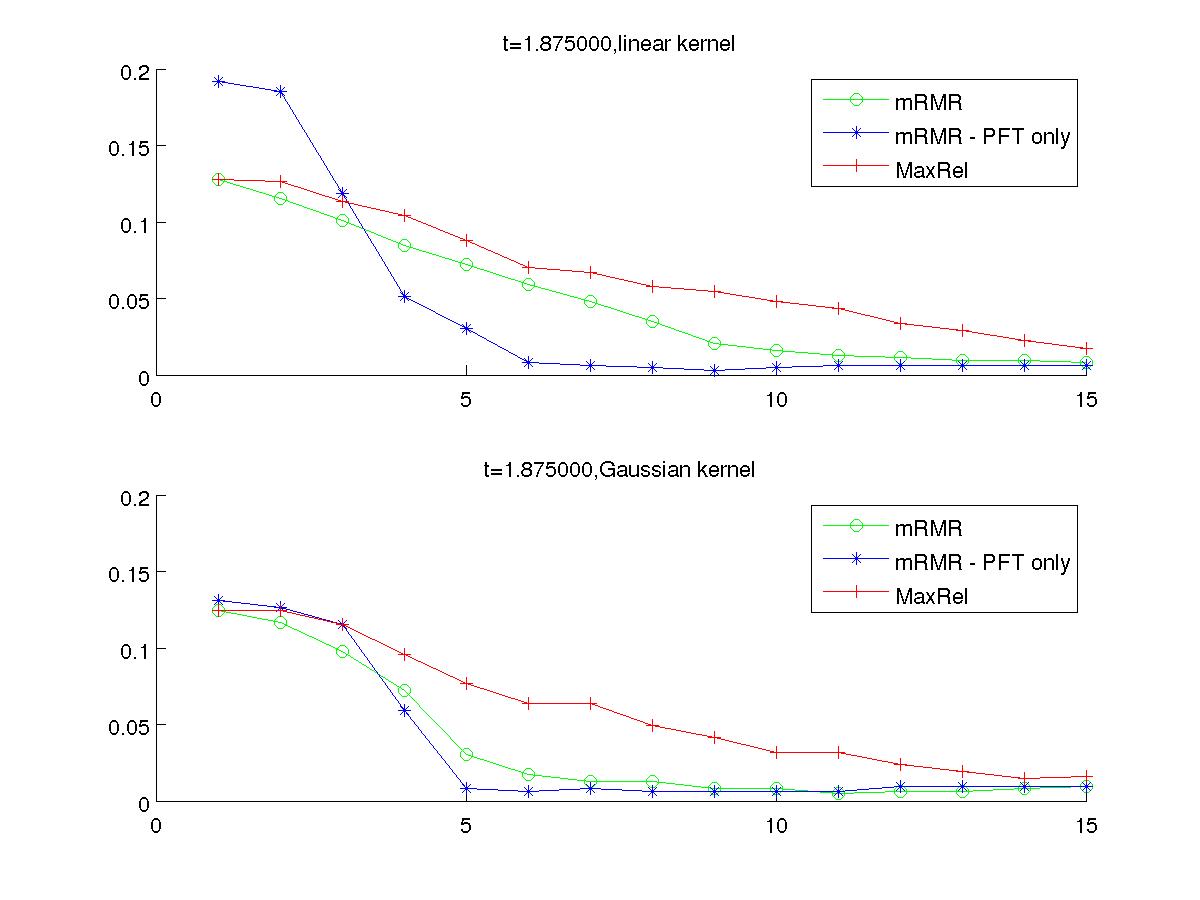 t=1.875000,linear kernel
0.2
0.15
0.1
0.05
0
0
5
10
15
mRMR
mRMR - PFT only
MaxRel
t=1.875000,Gaussian kernel
0.2
0.15
0.1
0.05
0
0
5
10
15
mRMR
mRMR - PFT only
MaxRel